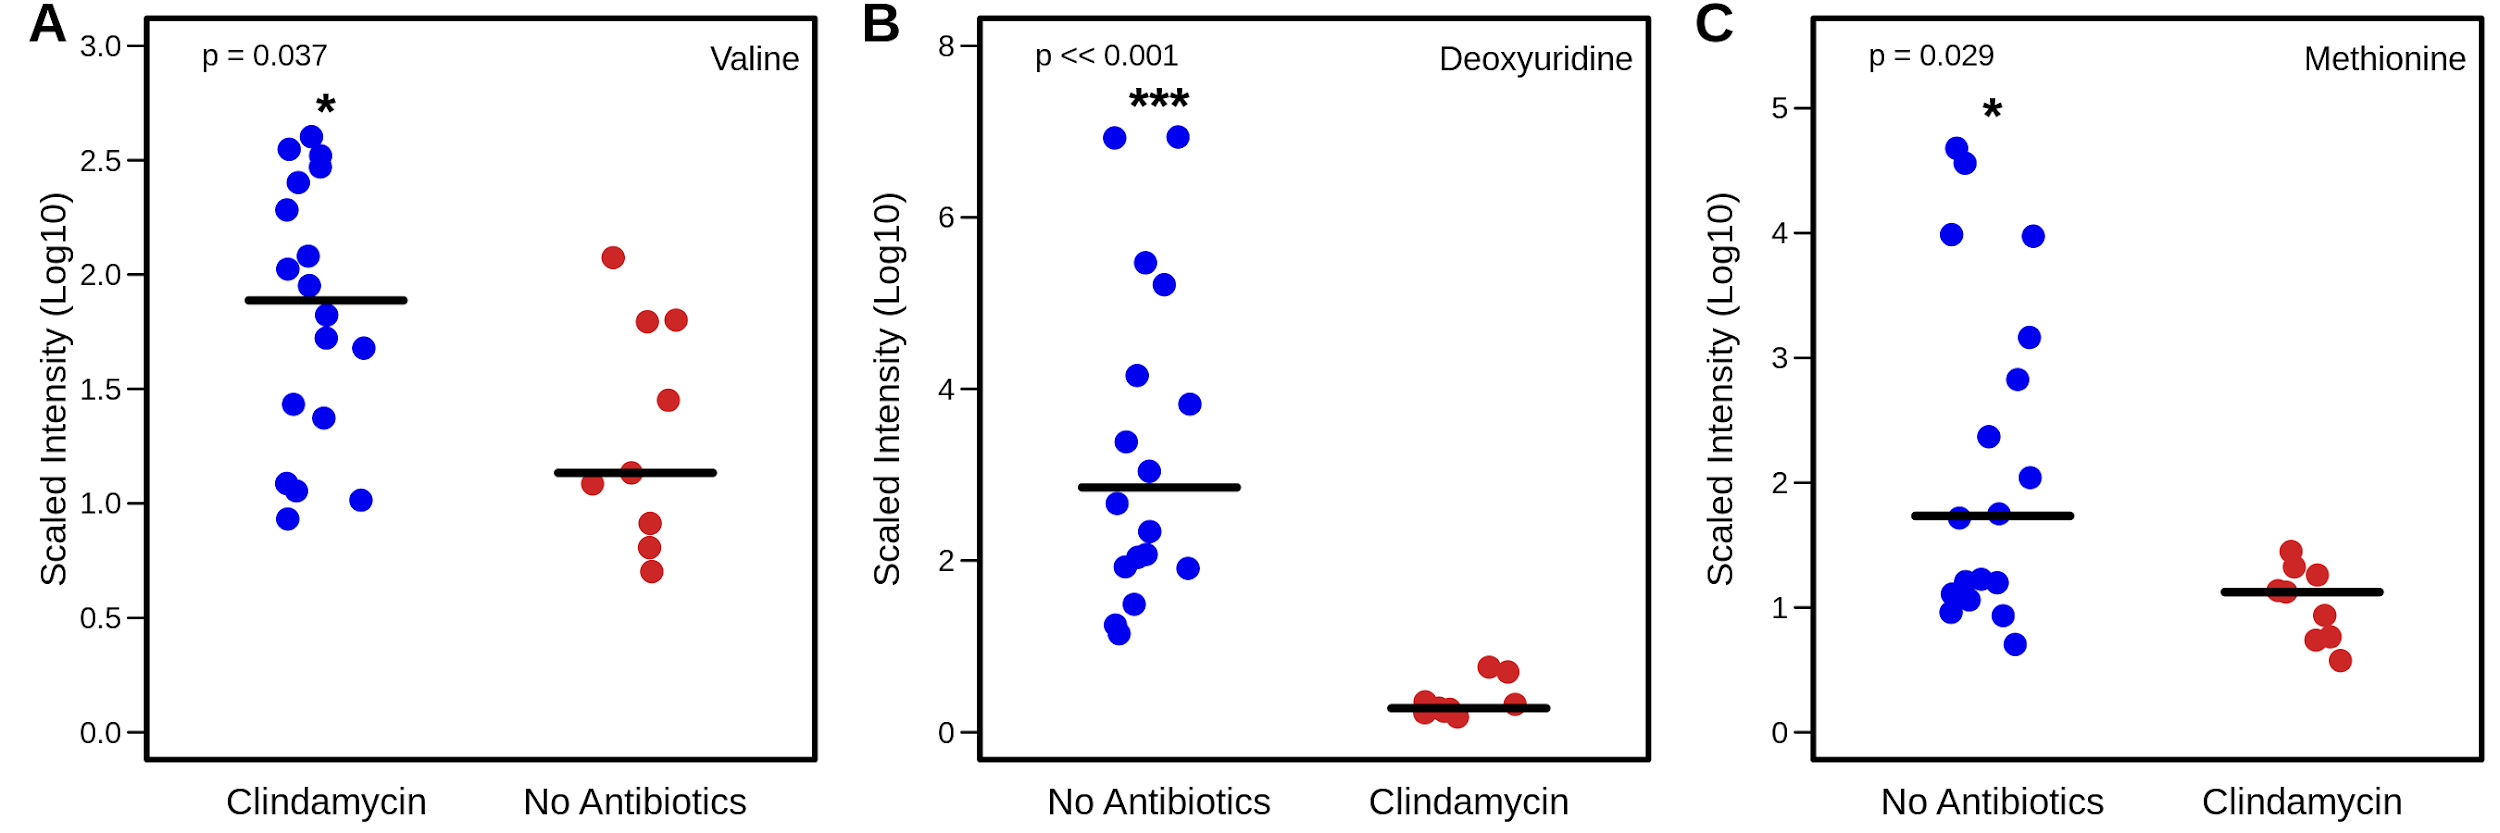 A
3.0
p = 0.037
Valine
*
2.5
2.0
1.5
1.0
0.5
0.0
Scaled Intensity (Log10)
Clindamycin
No Antibiotics
B
8
p << 0.001
Deoxyuridine
***
6
4
2
0
Scaled Intensity (Log10)
No Antibiotics
Clindamycin
C
p = 0.029
Methionine
*
5
4
3
2
1
0
Scaled Intensity (Log10)
No Antibiotics
Clindamycin